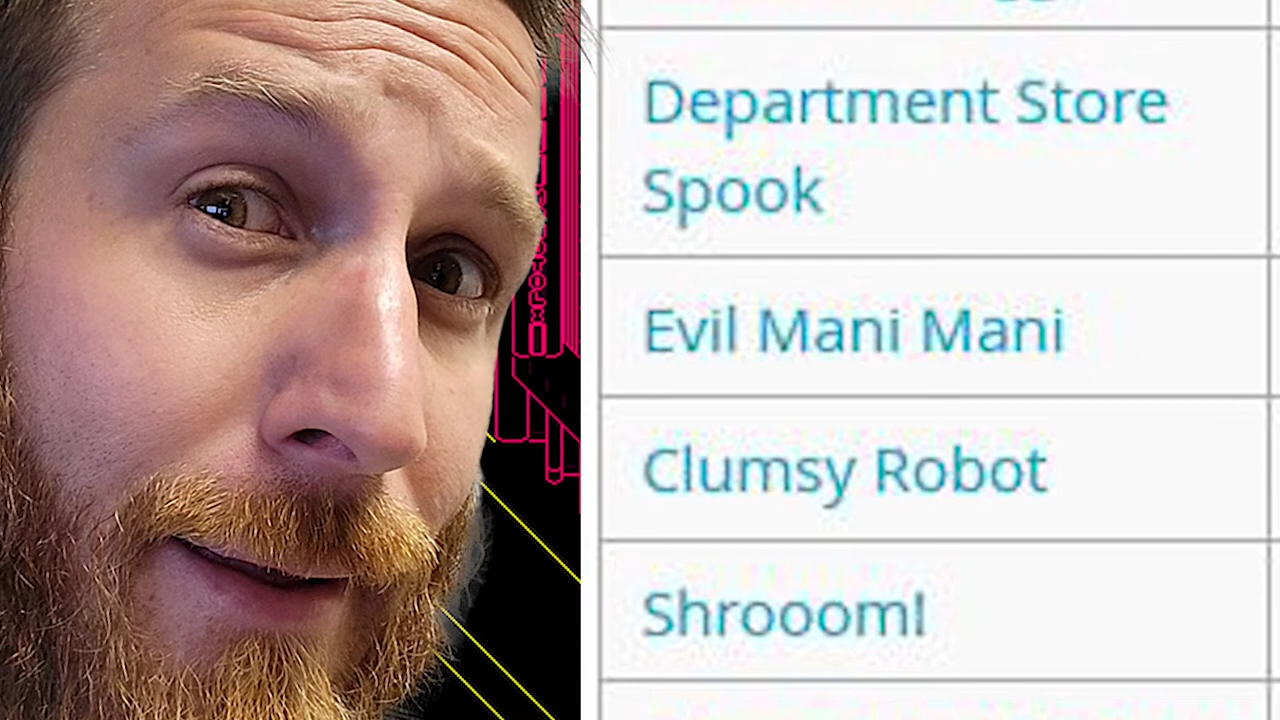 Department Store
Spook
Evil Mani Mani
Clumsy Robot
Shrooom!